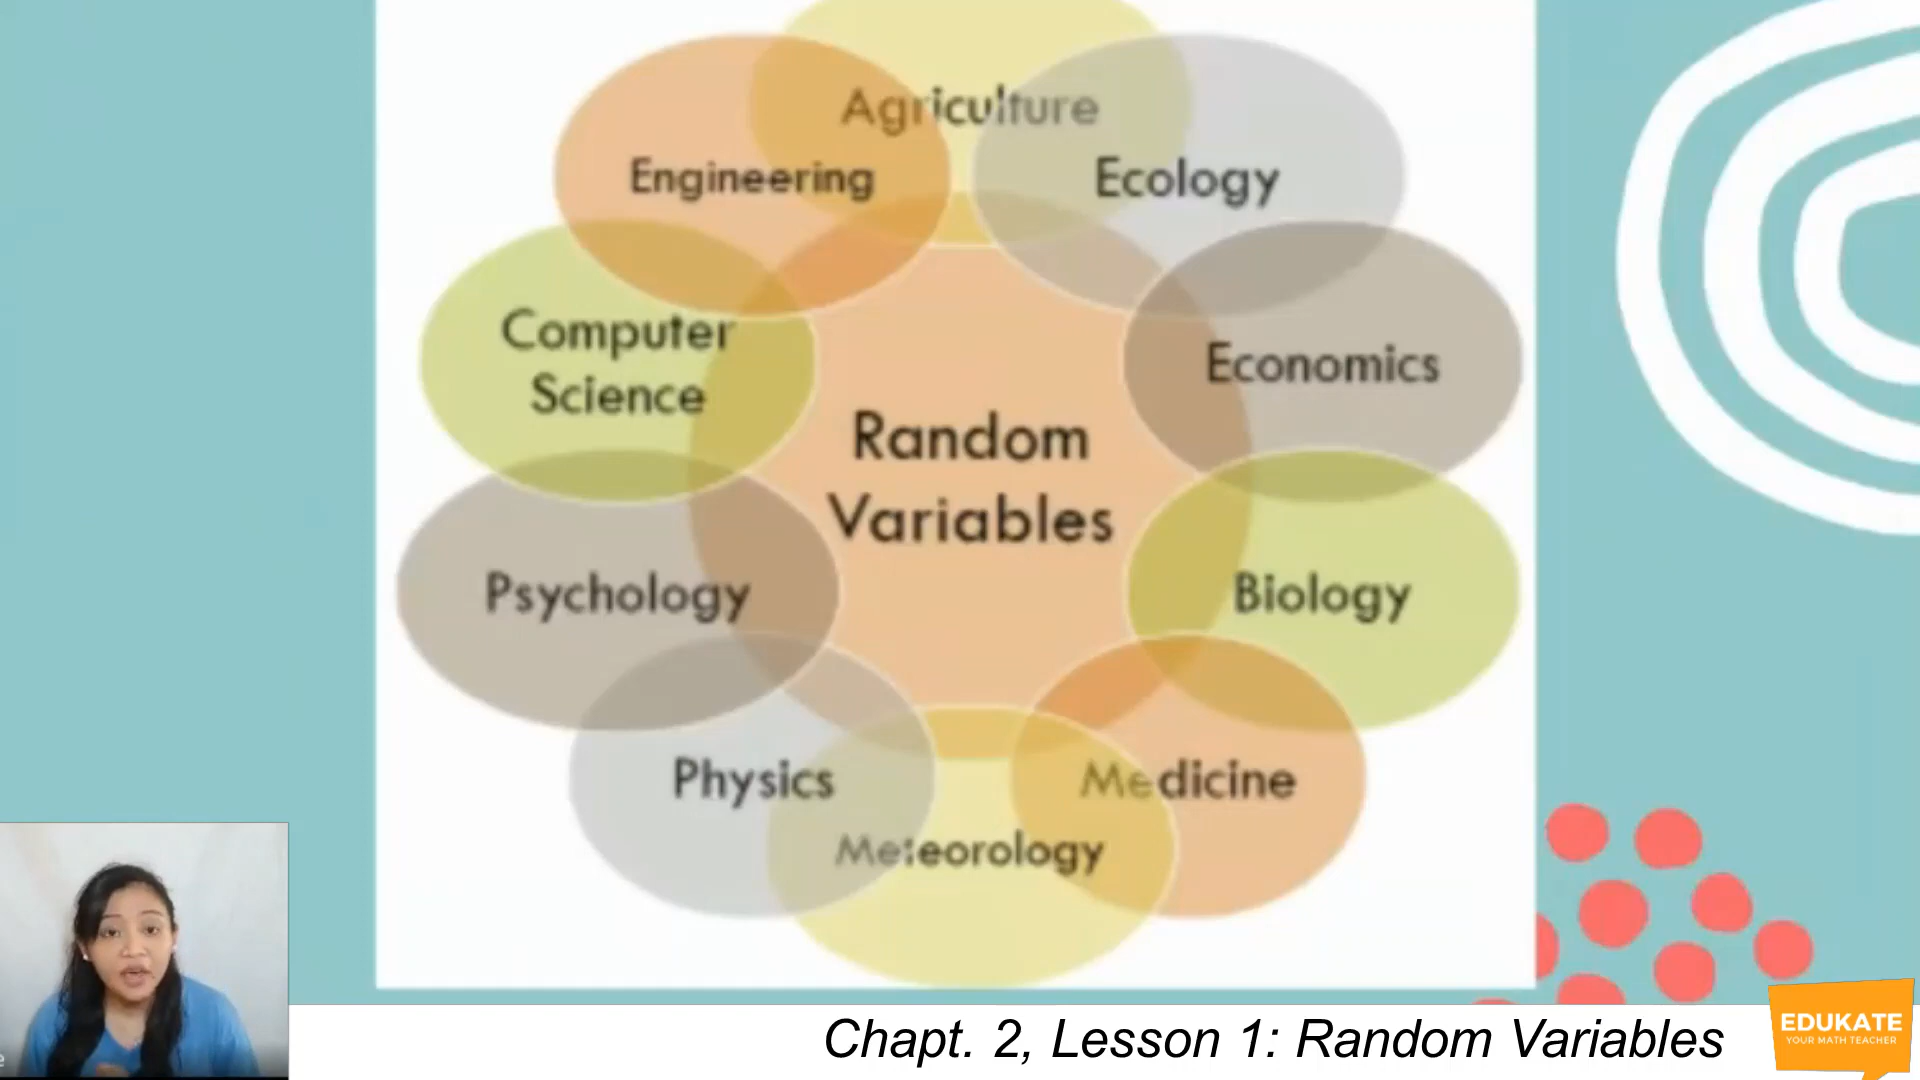 Agriculture
Engineering
Ecology
Computer
Science
Economics
Random
Variables
Psychology
Biology
Physics
Medicine
Meteorology
Chapt. 2, Lesson 1: Random Variables
EDUKATE
YOUR MATH TEACHER